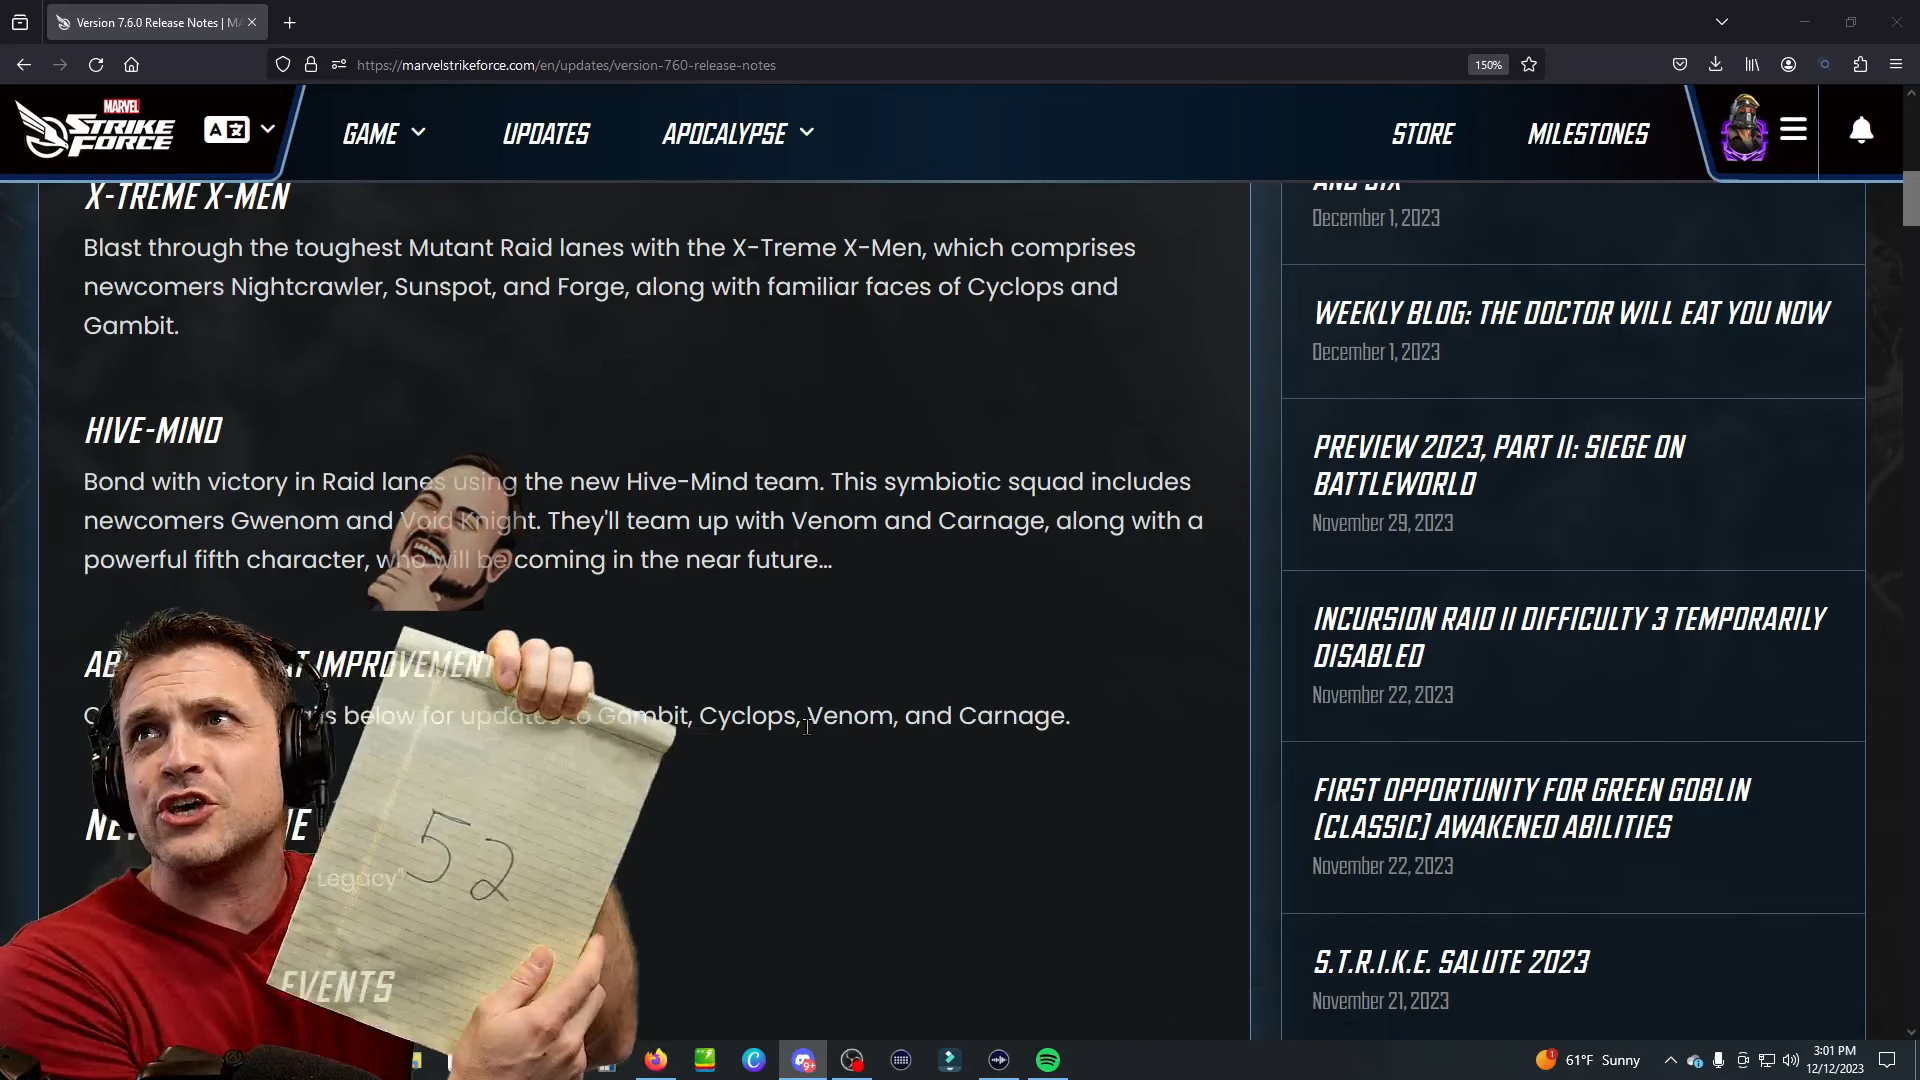 Version 7.6.0 Release Notes | MA
https://marvelstrikeforce.com/en/updates/version-760-release-notes
150%
MARVEL
STRIKE
FORCE
GAME
UPDATES
APOCALYPSE
STORE
MILESTONES
X-TREME X-MEN
Blast through the toughest Mutant Raid lanes with the X-Treme X-Men, which comprises
newcomers Nightcrawler, Sunspot, and Forge, along with familiar faces of Cyclops and
Gambit.
HIVE-MIND
Bond with victory in Raid lanes using the new Hive-Mind team. This symbiotic squad includes
newcomers Gwenom and Void Knight. They'll team up with Venom and Carnage, along with a
powerful fifth character, who will be coming in the near future...
IMPROVEMENT
below for updates to Gambit, Cyclops, Venom, and Carnage.
Legacy"
52
EVENTS
AND SIX
December 1, 2023
WEEKLY BLOG: THE DOCTOR WILL EAT YOU NOW
December 1, 2023
PREVIEW 2023, PART II: SIEGE ON
BATTLEWORLD
November 29, 2023
INCURSION RAID II DIFFICULTY 3 TEMPORARILY
DISABLED
November 22, 2023
FIRST OPPORTUNITY FOR GREEN GOBLIN
(CLASSIC) AWAKENED ABILITIES
November 22, 2023
S.T.R.I.K.E. SALUTE 2023
November 21, 2023
61°F Sunny
3:01 PM
12/12/2023